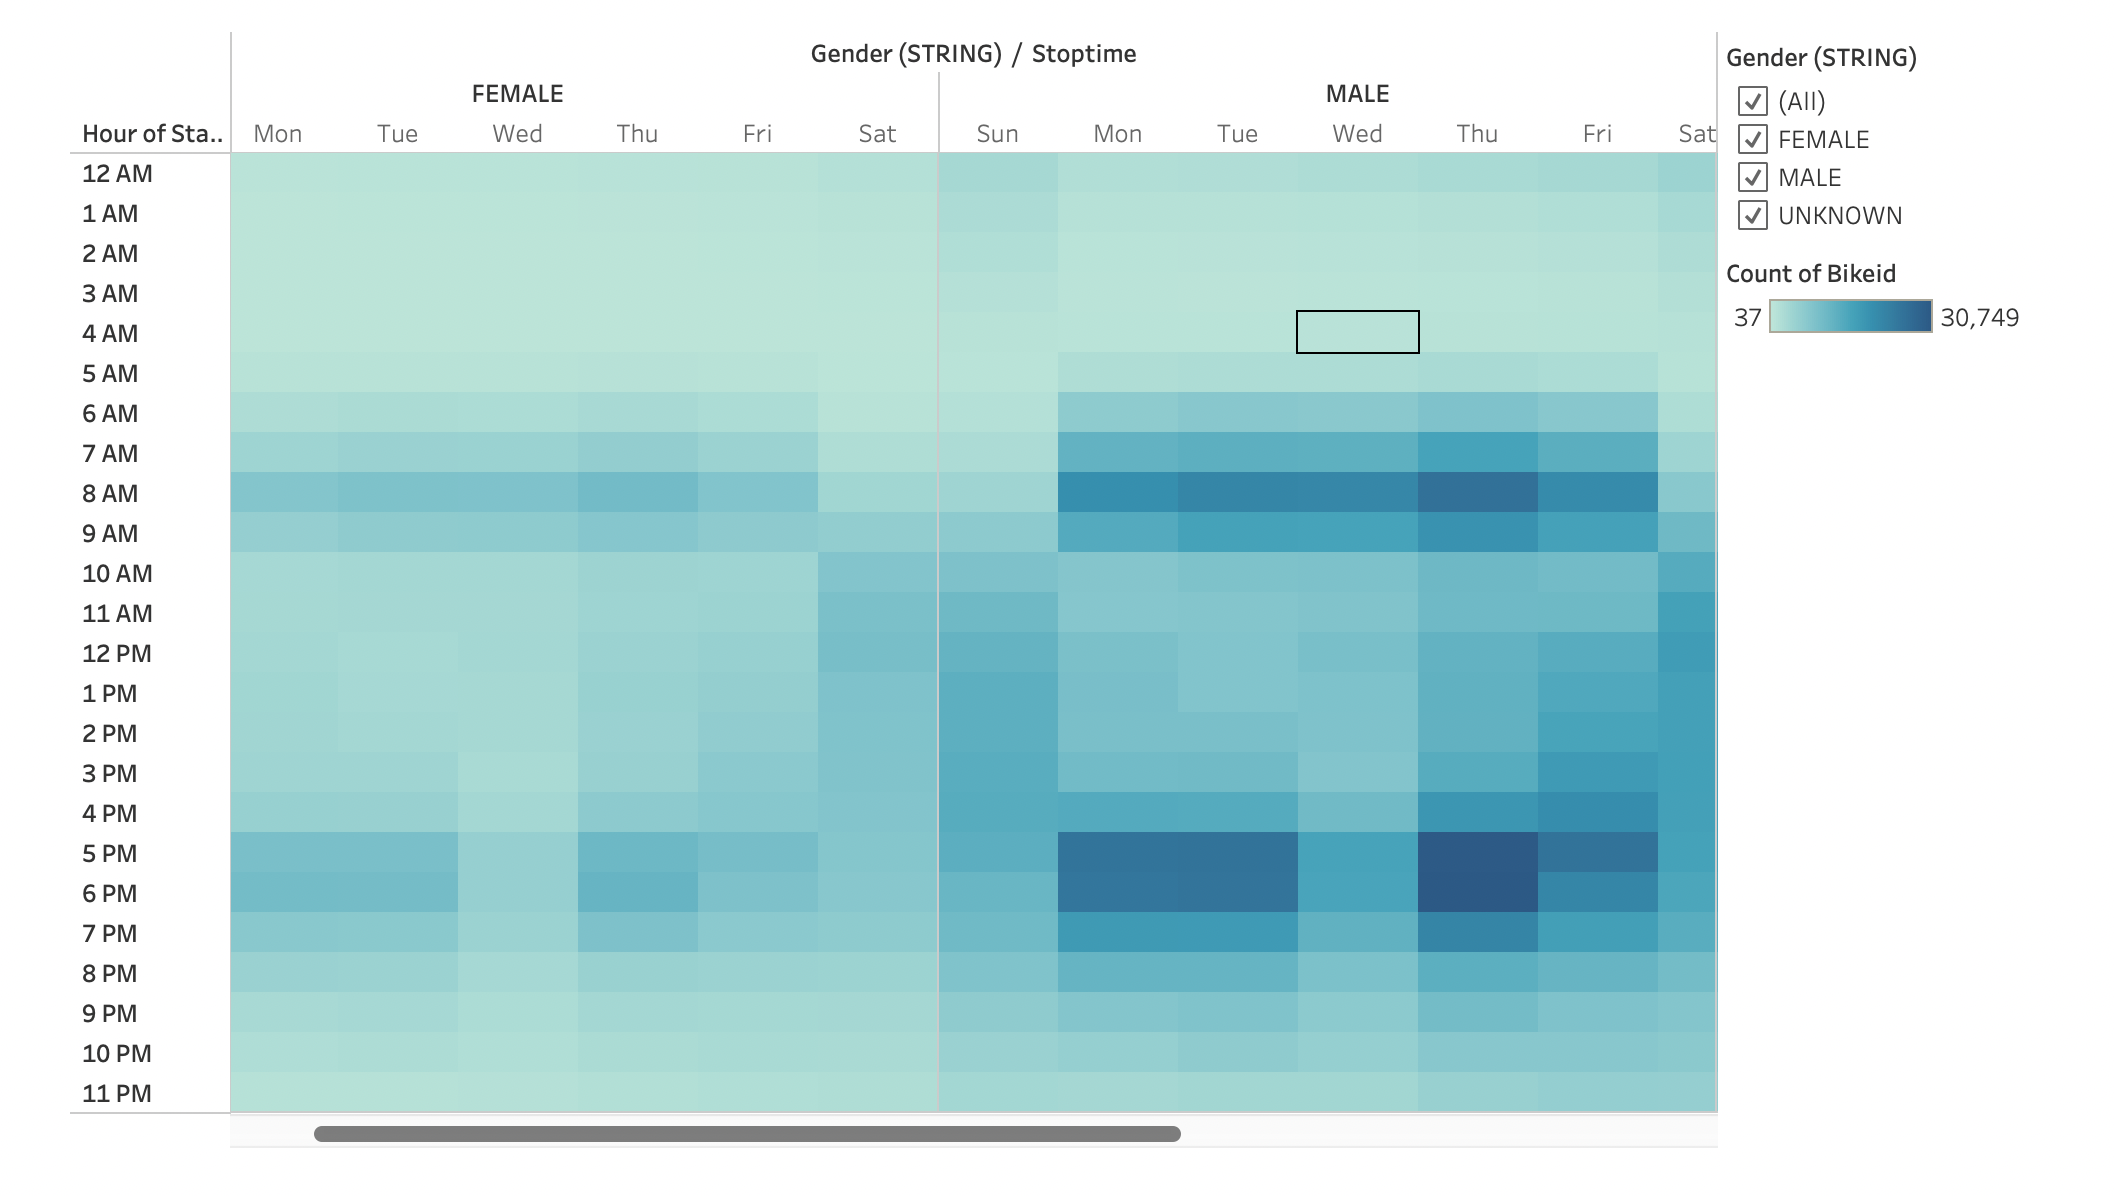 Gender (STRING) / Stoptime
FEMALE MALE
Hour of Sta.. Mon Tue Wed Thu Fri Sat Sun Mon Tue Wed Thu Fri Sat
12 AM
1 AM
2 AM
3 AM
4 AM
5 AM
6 AM
7 AM
8 AM
9 AM
10 AM
11 AM
12 PM
1 PM
2 PM
3 PM
4 PM
5 PM
6 PM
7 PM
8 PM
9 PM
10 PM
11 PM
Gender (STRING)
(All)
FEMALE
MALE
UNKNOWN
Count of Bikeid
37 30,749